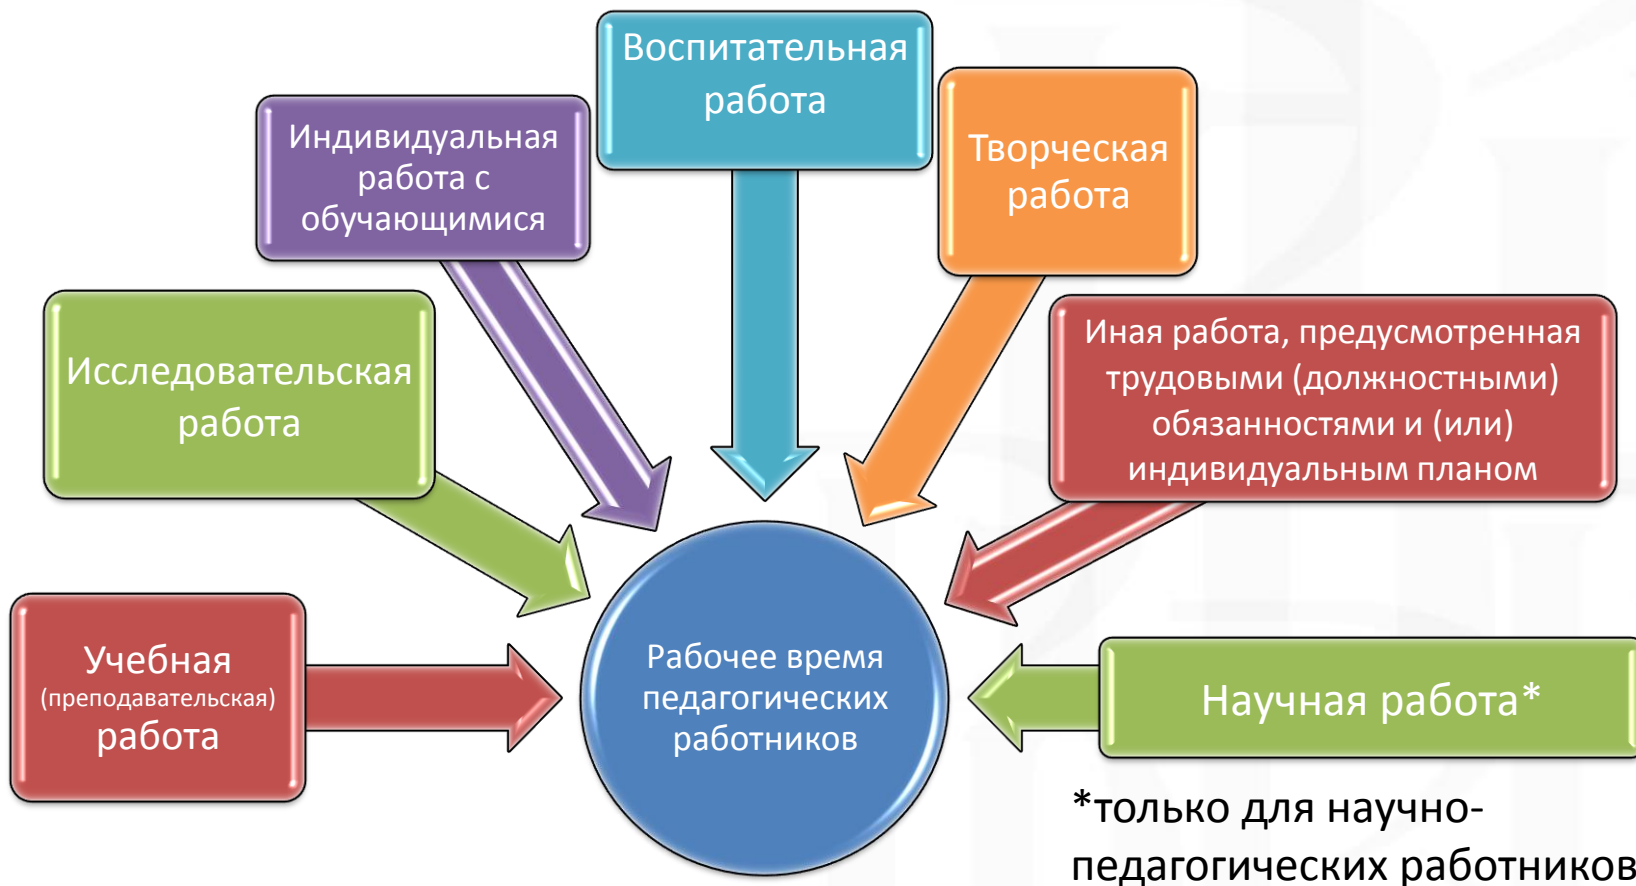 Воспитательная
работа
Индивидуальная
работа с
обучающимися
Творческая
работа
Исследовательская
работа
Иная работа, предусмотренная
трудовыми (должностными)
обязанностями и (или)
индивидуальным планом
Учебная
(преподавательская)
работа
Рабочее время
педагогических
работников
Научная работа*
*только для научно-
педагогических работников